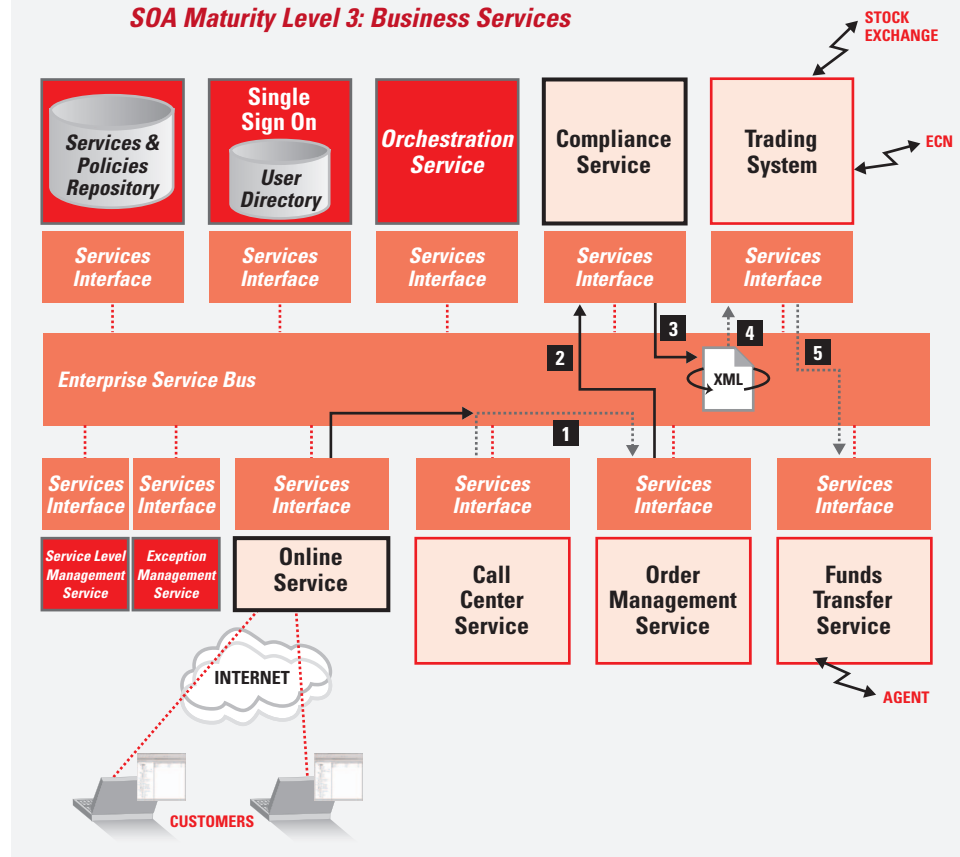 SOA Maturity Level 3: Business Services
STOCK
EXCHANGE
ECN
Services &
Policies
Repository
Single
Sign On
User
Directory
Orchestration
Service
Compliance
Service
Trading
System
Services
Interface
Services
Interface
Services
Interface
Services
Interface
Services
Interface
2
3
4
5
XML
Enterprise Service Bus
1
Services
Interface
Services
Interface
Services
Interface
Services
Interface
Services
Interface
Services
Interface
Service Level
Management
Service
Exception
Management
Service
Online
Service
Call
Center
Service
Order
Management
Service
Funds
Transfer
Service
INTERNET
AGENT
CUSTOMERS